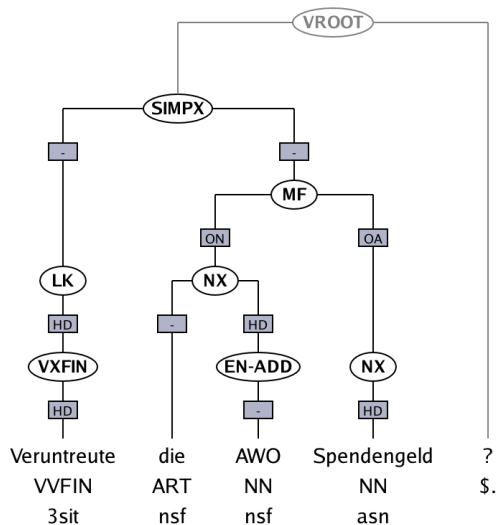 VROOT
SIMPX
- -
MF
ON OA
LK NX
HD - HD
VXFIN EN-ADD NX
HD - HD
Veruntreute die AWO Spendengeld ?
VVFIN ART NN NN $.
3sit nsf nsf asn